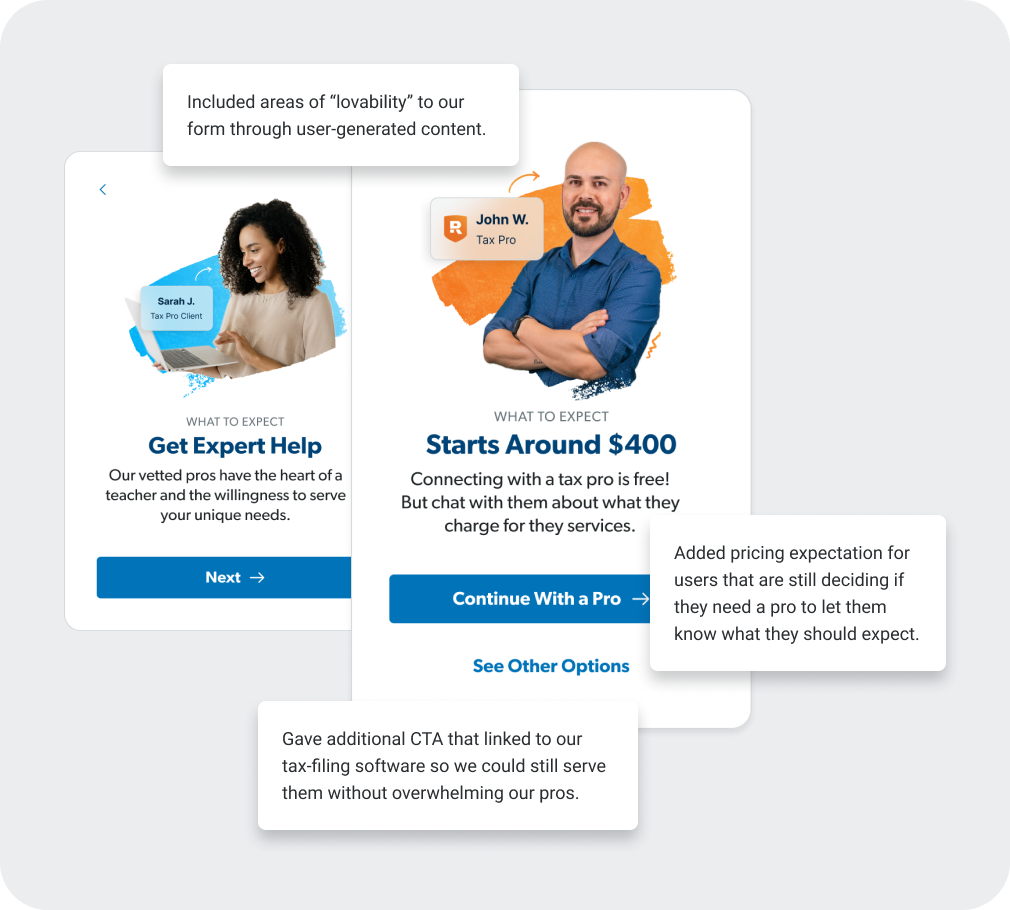 Included areas of “lovability” to our
form through user-generated content.
Sarah J.
Tax Pro Client
WHAT TO EXPECT
Get Expert Help
Our vetted pros have the heart of a
teacher and the willingness to serve
your unique needs.
Next
R
John W.
Tax Pro
WHAT TO EXPECT
Starts Around $400
Connecting with a tax pro is free!
But chat with them about what they
charge for they services.
Continue With a Pro
See Other Options
Added pricing expectation for
users that are still deciding if
they need a pro to let them
know what they should expect.
Gave additional CTA that linked to our
tax-filing software so we could still serve
them without overwhelming our pros.